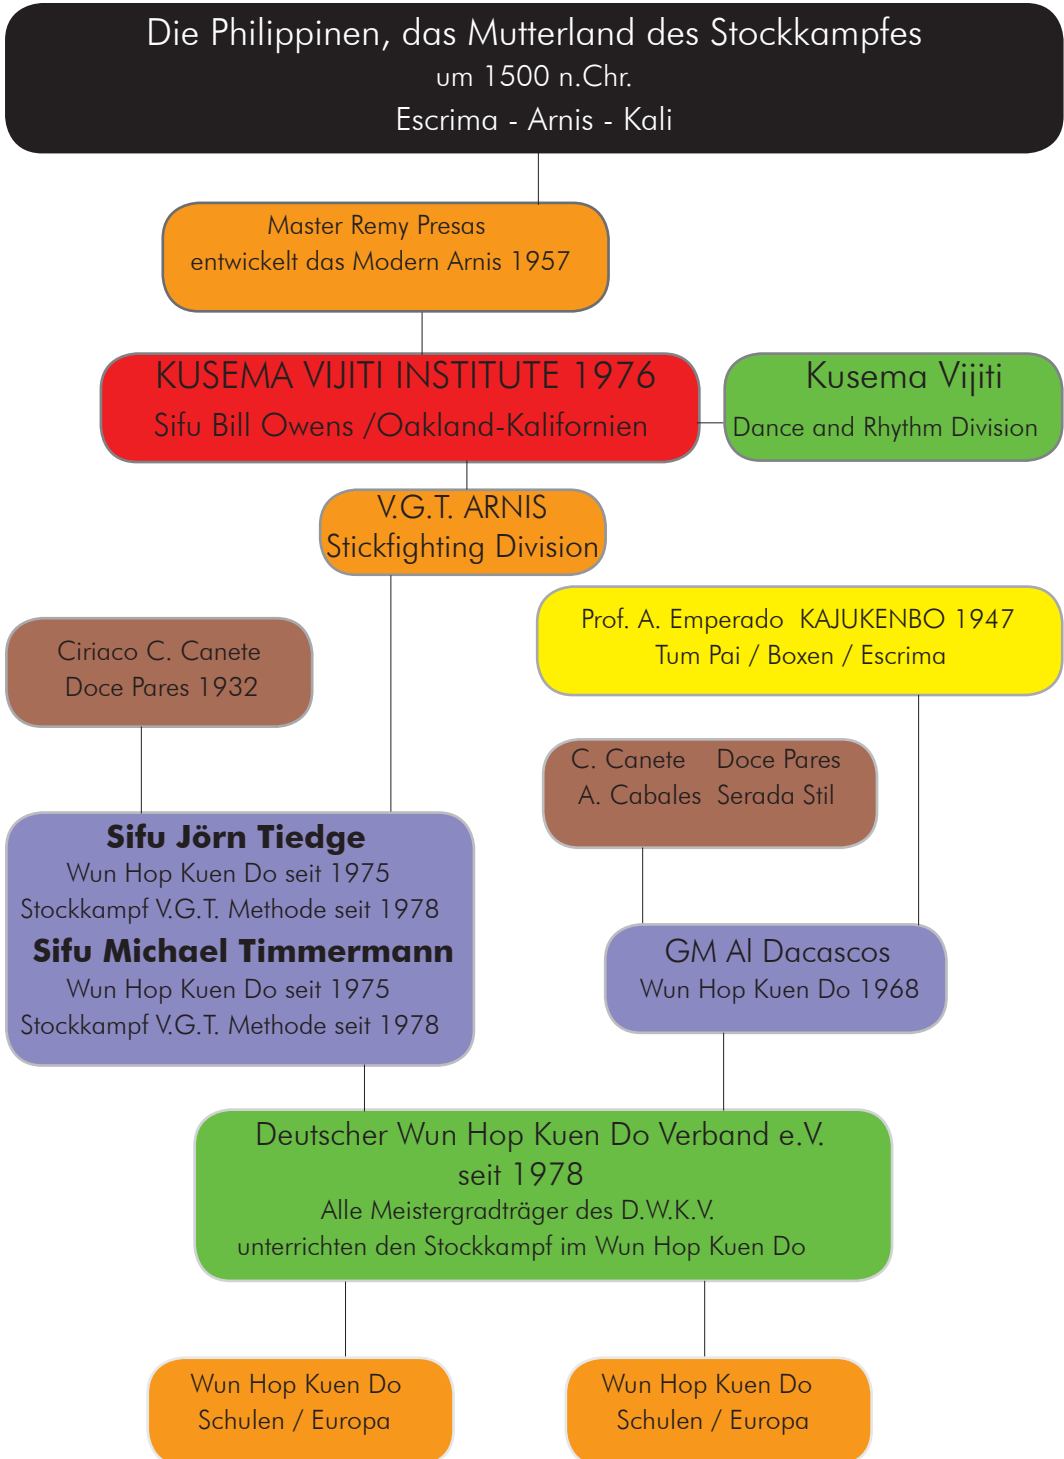 Die Philippinen, das Mutterland des Stockkampfes
um 1500 n.Chr.
Escrima - Arnis - Kali
Master Remy Presas
entwickelt das Modern Arnis 1957
KUSEMA VIJITI INSTITUTE 1976
Sifu Bill Owens /Oakland-Kalifornien
Kusema Vijiti
Dance and Rhythm Division
V.G.T. ARNIS
Stickfighting Division
Prof. A. Emperado KAJUKENBO 1947
Tum Pai / Boxen / Escrima
Ciriaco C. Canete
Doce Pares 1932
C. Canete Doce Pares
A. Cabales Serada Stil
Sifu Jörn Tiedge
Wun Hop Kuen Do seit 1975
Stockkampf V.G.T. Methode seit 1978
Sifu Michael Timmermann
Wun Hop Kuen Do seit 1975
Stockkampf V.G.T. Methode seit 1978
GM Al Dacascos
Wun Hop Kuen Do 1968
Deutscher Wun Hop Kuen Do Verband e.V.
seit 1978
Alle Meistergradträger des D.W.K.V.
unterrichten den Stockkampf im Wun Hop Kuen Do
Wun Hop Kuen Do
Schulen / Europa
Wun Hop Kuen Do
Schulen / Europa